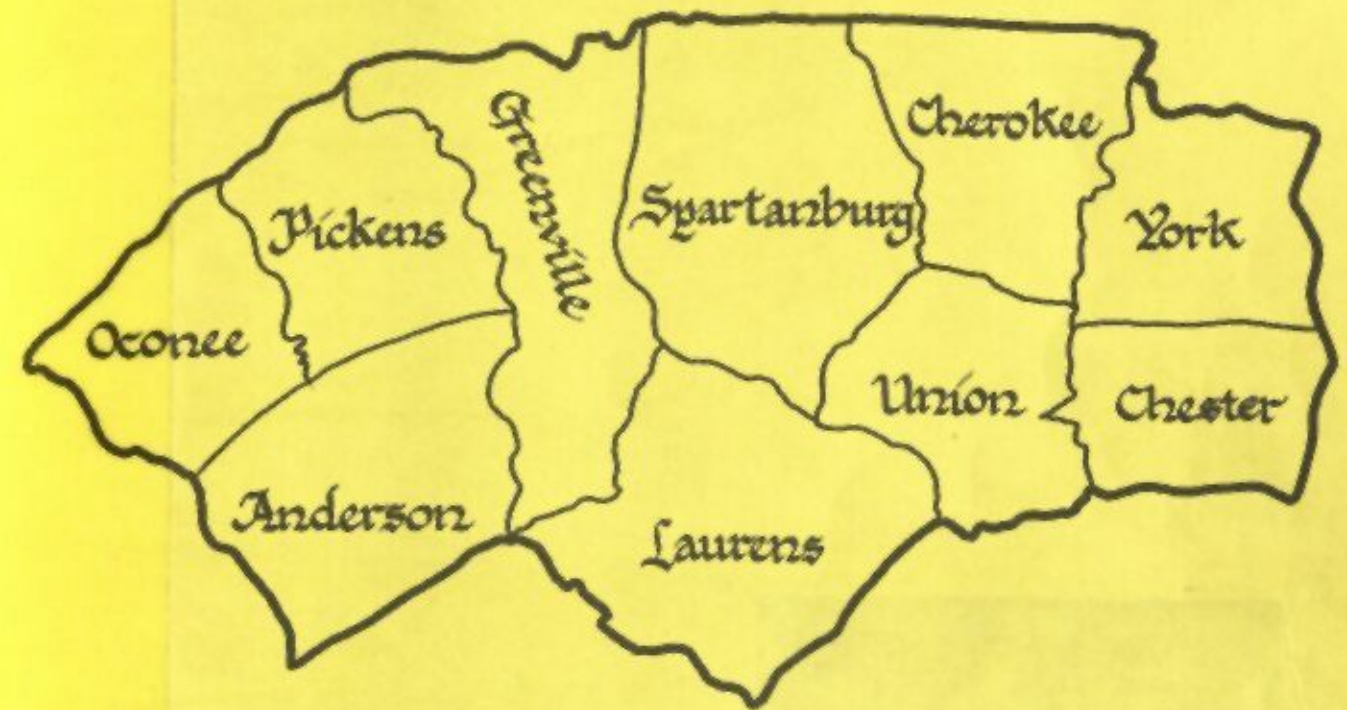 Greenville
Cherokee
Spartanburg
Pickens
York
Oconee
Union
Chester
Anderson
Laurens